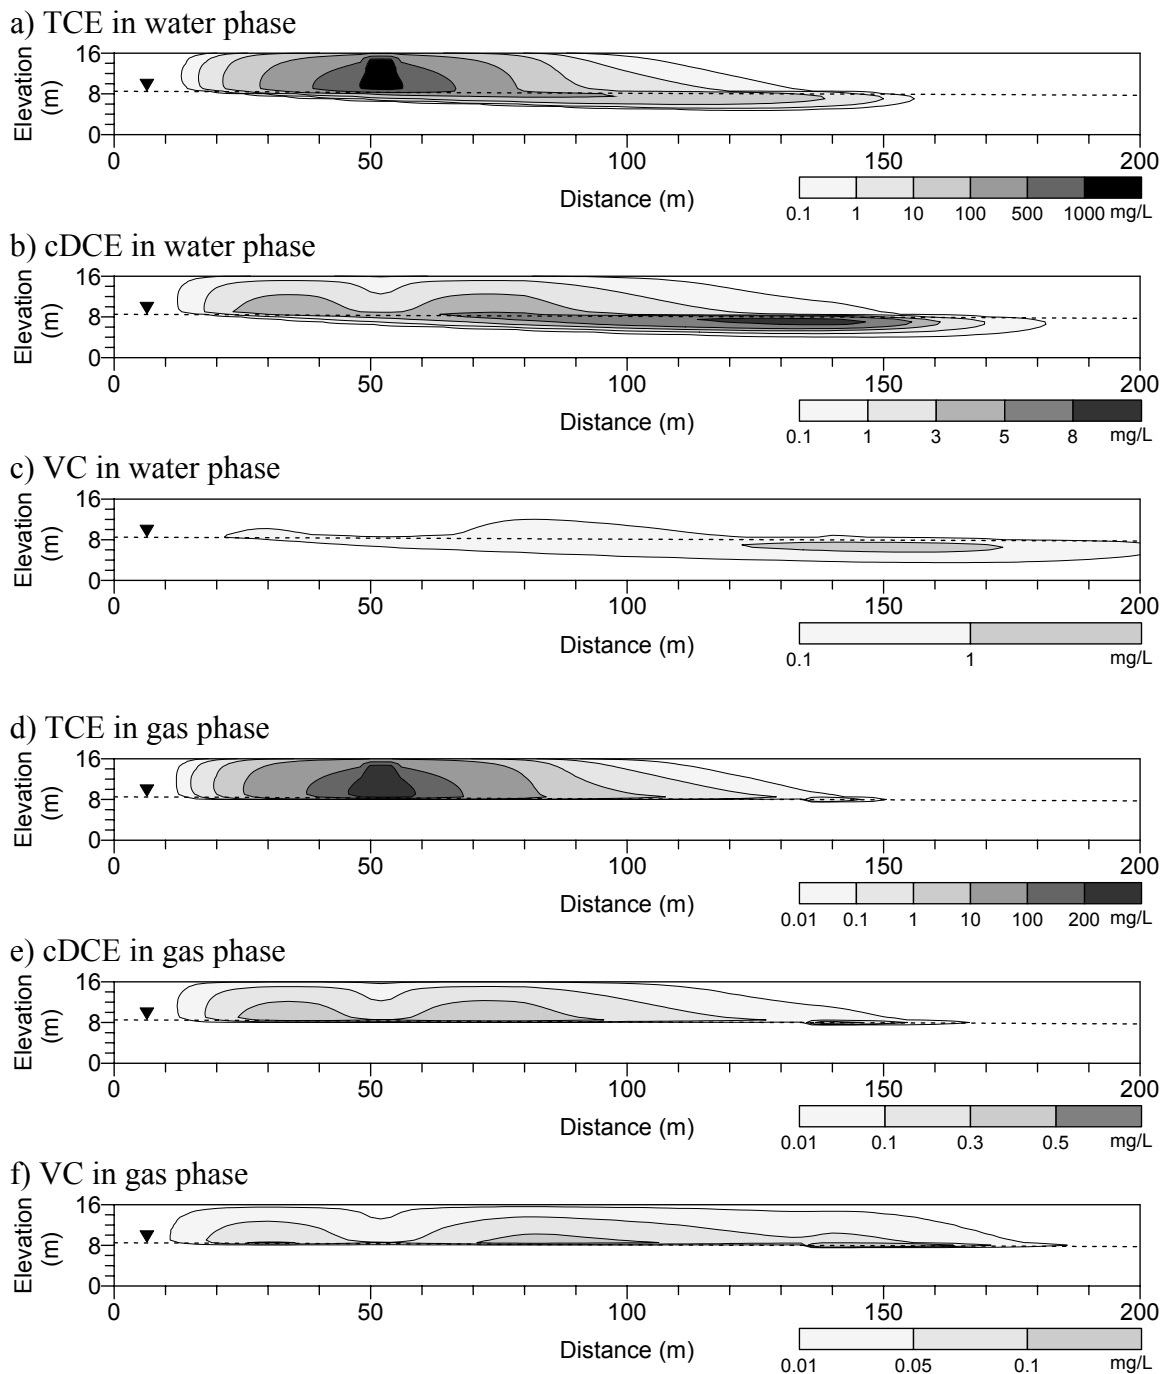 a) TCE in water phase
Elevation (m)
16
8
0
0 50 100 150 200
Distance (m)
0.1 1 10 100 500 1000 mg/L
b) cDCE in water phase
Elevation (m)
16
8
0
0 50 100 150 200
Distance (m)
0.1 1 3 5 8 mg/L
c) VC in water phase
Elevation (m)
16
8
0
0 50 100 150 200
Distance (m)
0.1 1 mg/L
d) TCE in gas phase
Elevation (m)
16
8
0
0 50 100 150 200
Distance (m)
0.01 0.1 1 10 100 200 mg/L
e) cDCE in gas phase
Elevation (m)
16
8
0
0 50 100 150 200
Distance (m)
0.01 0.1 0.3 0.5 mg/L
f) VC in gas phase
Elevation (m)
16
8
0
0 50 100 150 200
Distance (m)
0.01 0.05 0.1 mg/L